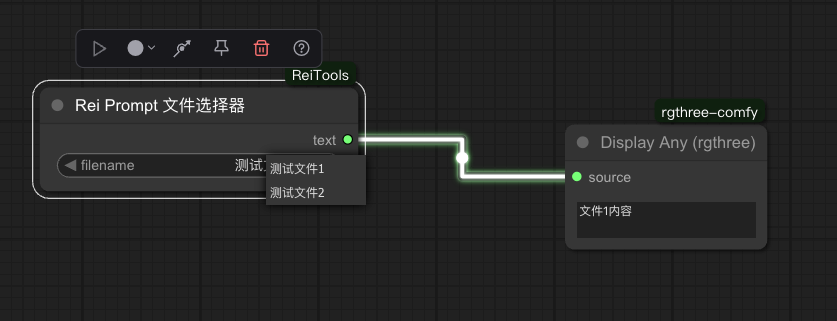 ReiTools
Rei Prompt 文件选择器
text
filename
测试
测试文件1
测试文件2
rgthree-comfy
Display Any (rgthree)
source
文件1内容